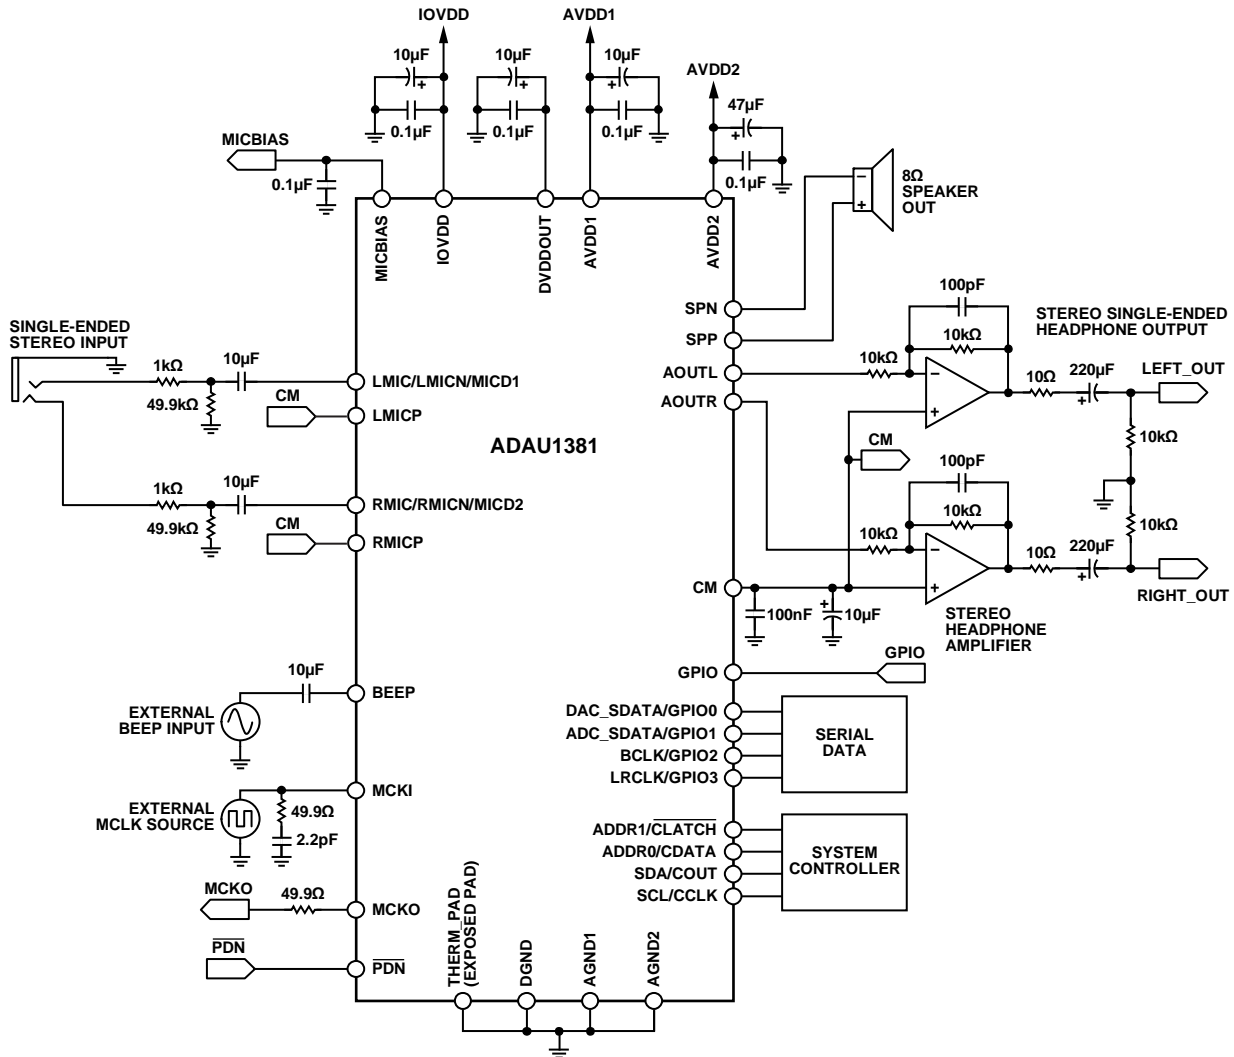 IOVDD
AVDD1
10µF
10µF
10µF
AVDD2
+
+
+
47µF
0.1µF
0.1µF
0.1µF
+
MICBIAS
0.1µF
0.1µF
8Ω
SPEAKER
OUT
−
+
MICBIAS
IOVDD
DVDDOUT
AVDD1
AVDD2
SPN
SPP
AOUTL
AOUTR
SINGLE-ENDED
STEREO INPUT
1kΩ
10µF
49.9kΩ
CM
LMIC/LMICN/MICD1
LMICP
1kΩ
10µF
49.9kΩ
CM
RMIC/RMICN/MICD2
RMICP
ADAU1381
100pF
10kΩ
10kΩ
−
+
STEREO SINGLE-ENDED
HEADPHONE OUTPUT
10Ω
220µF
+
LEFT_OUT
10kΩ
CM
100pF
10kΩ
10kΩ
−
+
10kΩ
10Ω
220µF
+
RIGHT_OUT
STEREO
HEADPHONE
AMPLIFIER
CM
100nF
+
10µF
GPIO
GPIO
10µF
BEEP
EXTERNAL
BEEP INPUT
DAC_SDATA/GPIO0
ADC_SDATA/GPIO1
BCLK/GPIO2
LRCLK/GPIO3
SERIAL
DATA
MCKI
EXTERNAL
MCLK SOURCE
49.9Ω
2.2pF
ADDR1/CLATCH
ADDR0/CDATA
SDA/COUT
SCL/CCLK
SYSTEM
CONTROLLER
MCKO
49.9Ω
MCKO
PDN
PDN
THERM_PAD
(EXPOSED PAD)
DGND
AGND1
AGND2